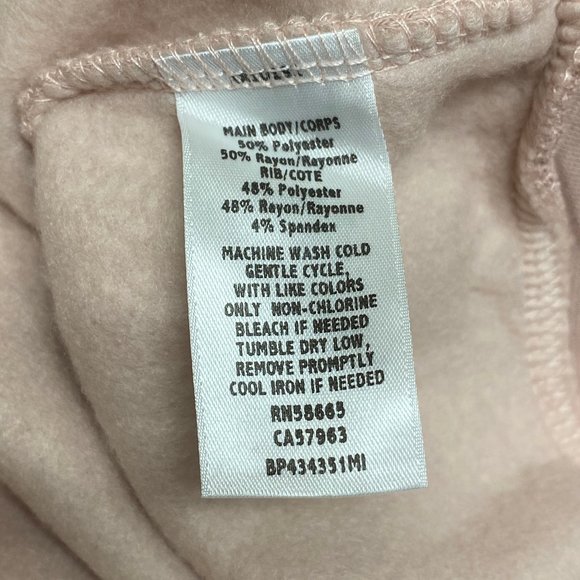 MAIN BODY/CORPS
50% Polyester
50% Rayon/Rayonne
RIB/COTE
48% Polyester
48% Rayon/Rayonne
4% Spandex
MACHINE WASH COLD
GENTLE CYCLE,
WITH LIKE COLORS
ONLY NON-CHLORINE
BLEACH IF NEEDED
TUMBLE DRY LOW,
REMOVE PROMPTLY
COOL IRON IF NEEDED
RN58665
CA57963
BP434351MI